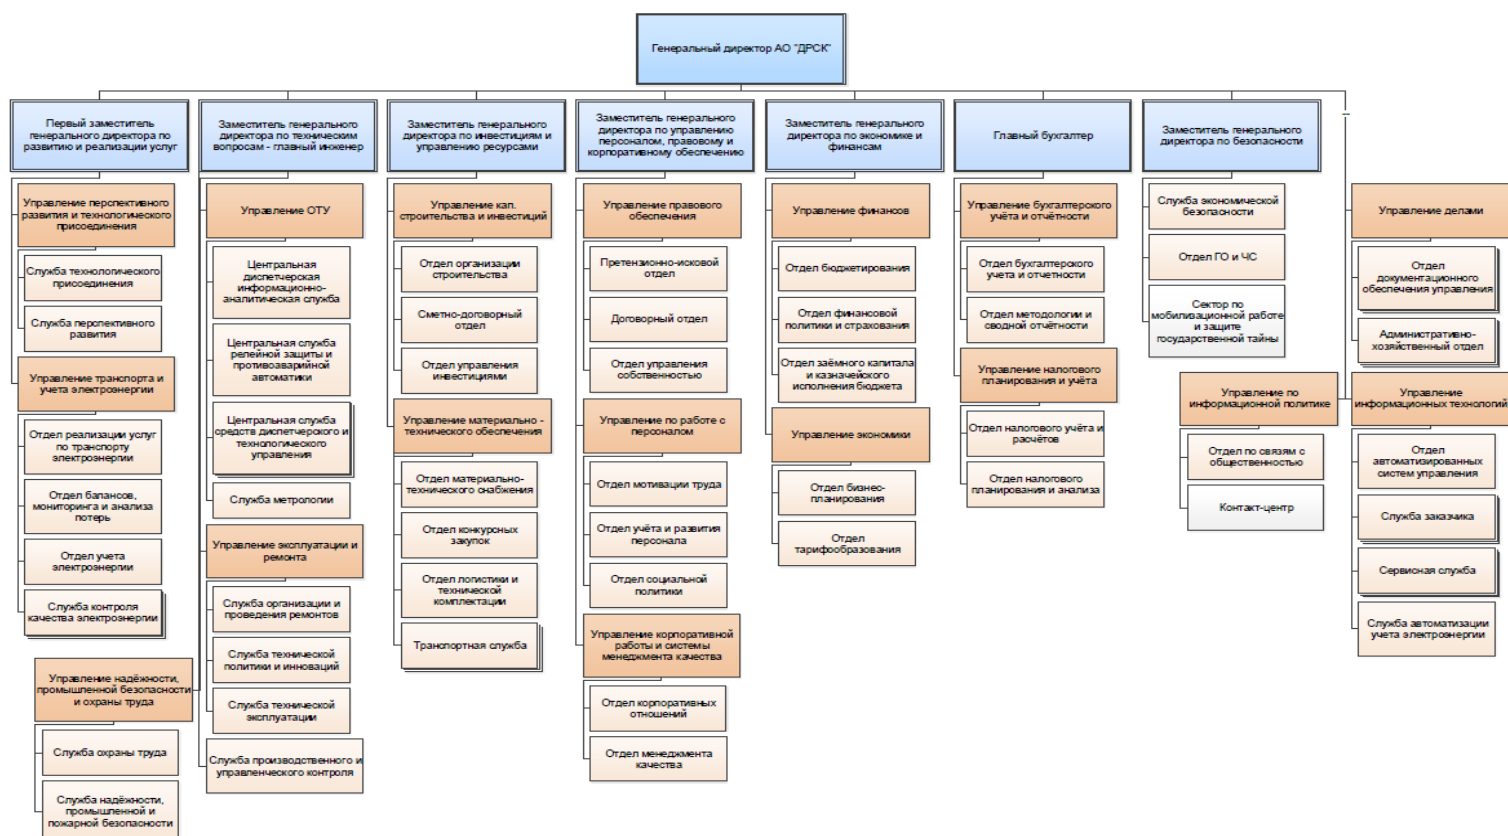 Генеральный директор АО "ДРСК"
Первый заместитель
генерального директора по
развитию и реализации услуг
Управление перспективного
развития и технологического
присоединения
Служба технологического
присоединения
Служба перспективного
развития
Управление транспорта и
учета электроэнергии
Отдел реализации услуг
по транспорту
электроэнергии
Отдел балансов,
мониторинга и анализа
потерь
Отдел учета
электроэнергии
Служба контроля
качества электроэнергии
Управление надёжности,
промышленной безопасности
и охраны труда
Служба охраны труда
Служба надёжности,
промышленной и
пожарной безопасности
Заместитель генерального
директора по техническим
вопросам - главный инженер
Управление ОТУ
Центральная
диспетчерская
информационно-
аналитическая служба
Центральная служба
релейной защиты и
противоаварийной
автоматики
Центральная служба
средств диспетчерского и
технологического
управления
Служба метрологии
Управление эксплуатации и
ремонта
Служба организации и
проведения ремонтов
Служба технической
политики и инноваций
Служба технической
эксплуатации
Служба производственного и
управленческого контроля
Заместитель генерального
директора по инвестициям и
управлению ресурсами
Управление кап.
строительства и инвестиций
Отдел организации
строительства
Сметно-договорный
отдел
Отдел управления
инвестициями
Управление материально -
технического обеспечения
Отдел материально-
технического снабжения
Отдел конкурсных
закупок
Отдел логистики и
технической
комплектации
Транспортная служба
Заместитель генерального
директора по управлению
персоналом, правовому и
корпоративному обеспечению
Управление правового
обеспечения
Претензионно-исковой
отдел
Договорный отдел
Отдел управления
собственностью
Управление по работе с
персоналом
Отдел мотивации труда
Отдел учёта и развития
персонала
Отдел социальной
политики
Управление корпоративной
работы и системы
менеджмента качества
Отдел корпоративных
отношений
Отдел менеджмента
качества
Заместитель генерального
директора по экономике и
финансам
Управление финансов
Отдел бюджетирования
Отдел финансовой
политики и страхования
Отдел заёмного капитала
и казначейского
исполнения бюджета
Управление экономики
Отдел бизнес-
планирования
Отдел
тарифообразования
Главный бухгалтер
Управление бухгалтерского
учёта и отчётности
Отдел бухгалтерского
учета и отчетности
Отдел методологии и
сводной отчётности
Управление налогового
планирования и учёта
Отдел налогового учёта и
расчётов
Отдел налогового
планирования и анализа
Заместитель генерального
директора по безопасности
Служба экономической
безопасности
Отдел ГО и ЧС
Сектор по
мобилизационной работе
и защите
государственной тайны
Управление по
информационной политике
Отдел по связям с
общественностью
Контакт-центр
Управление делами
Отдел
документационного
обеспечения управления
Административно-
хозяйственный отдел
Управление
информационных технологий
Отдел
автоматизированных
систем управления
Служба заказчика
Сервисная служба
Служба автоматизации
учета электроэнергии